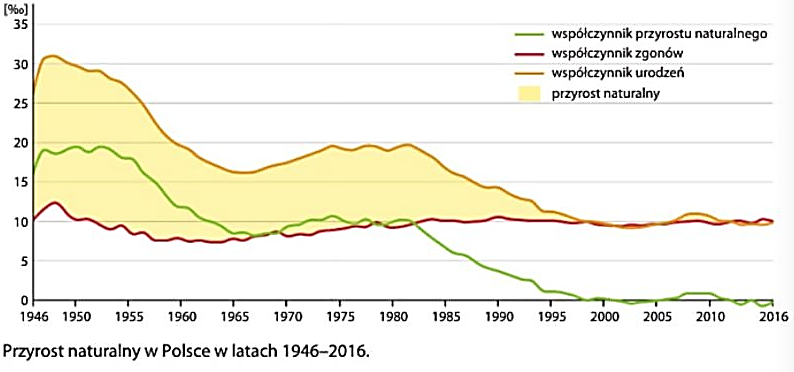 [‰]
35
współczynnik przyrostu naturalnego
współczynnik zgonów
30
współczynnik urodzeń
25
przyrost naturalny
20
15
10
5
0
1946 1950 1955 1960 1965 1970 1975 1980 1985 1990 1995 2000 2005 2010 2016
Przyrost naturalny w Polsce w latach 1946–2016.